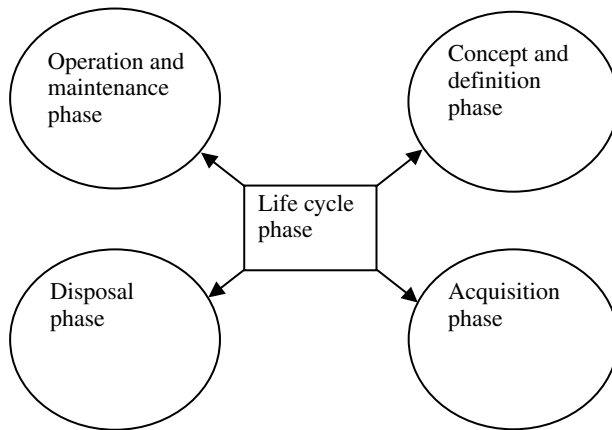 Operation and
maintenance
phase
Concept and
definition
phase
Life cycle
phase
Disposal
phase
Acquisition
phase